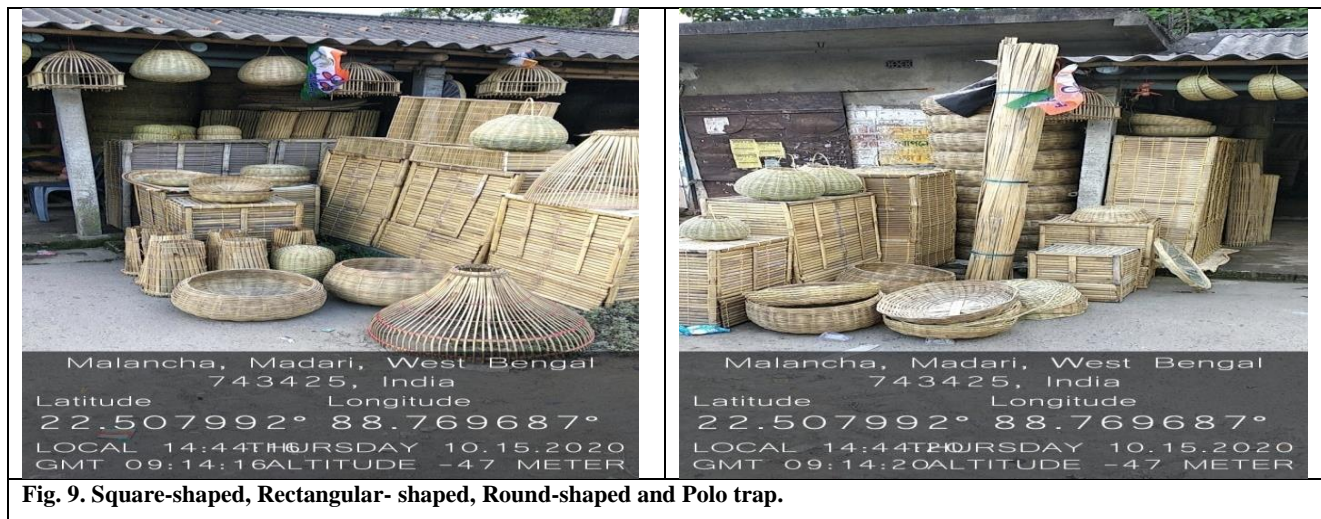 Malancha, Madari, West Bengal
743425, India
Latitude Longitude
22.507992° 88.769687°
LOCAL 14:44:16 THURSDAY 10.15.2020
GMT 09:14:16 ALTITUDE -47 METER
Malancha, Madari, West Bengal
743425, India
Latitude Longitude
22.507992° 88.769687°
LOCAL 14:44:20 THURSDAY 10.15.2020
GMT 09:14:20 ALTITUDE -47 METER
Fig. 9. Square-shaped, Rectangular- shaped, Round-shaped and Polo trap.